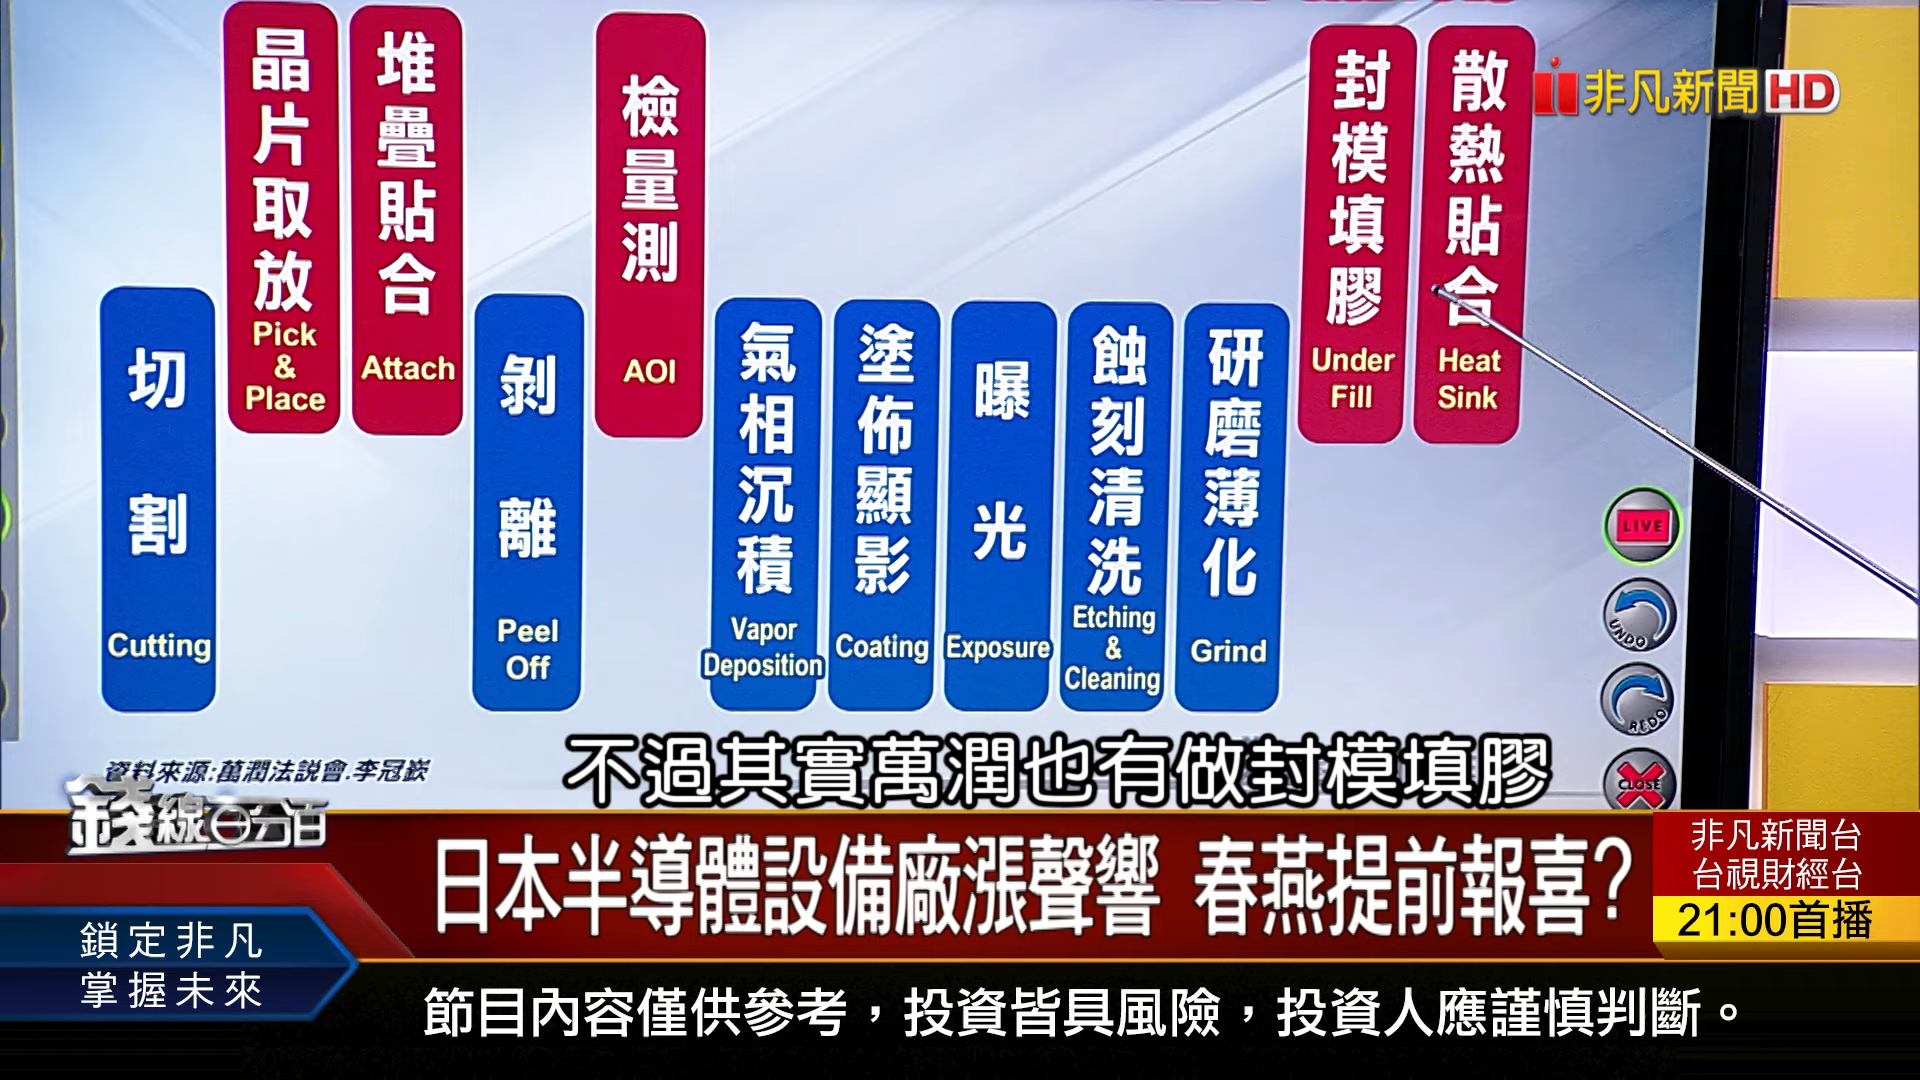 非凡新聞HD
切割
Cutting
晶片取放
Pick
&
Place
堆疊貼合
Attach
剝離
Peel
Off
檢量測
AOI
氣相沉積
Vapor
Deposition
塗佈顯影
Coating
曝光
Exposure
蝕刻清洗
Etching
&
Cleaning
研磨薄化
Grind
封模填膠
Under
Fill
散熱貼合
Heat
Sink
LIVE
UNDO
REDO
CLOSE
資料來源:萬潤法説會.李冠嶔
不過其實萬潤也有做封模填膠
錢線百分百
日本半導體設備廠漲聲響 春燕提前報喜?
非凡新聞台
台視財經台
21:00首播
鎖定非凡
掌握未來
節目內容僅供參考，投資皆具風險，投資人應謹慎判斷。